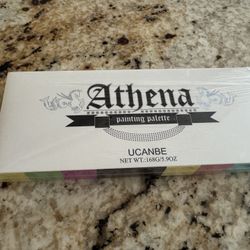 Athena
painting palette
UCANBE
NET WT.:168G/5.9OZ